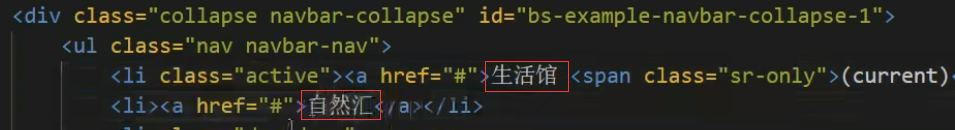 <div class="collapse navbar-collapse" id="bs-example-navbar-collapse-1">
<ul class="nav navbar-nav">
<li class="active"><a href="#">生活馆 <span class="sr-only">(current)<
<li><a href="#">自然汇</a></li>